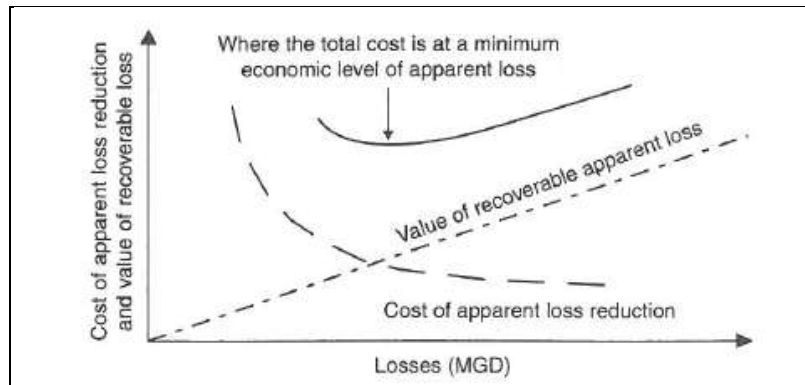 Where the total cost is at a minimum
economic level of apparent loss
Cost of apparent loss reduction
and value of recoverable loss
Value of recoverable apparent loss
Cost of apparent loss reduction
Losses (MGD)